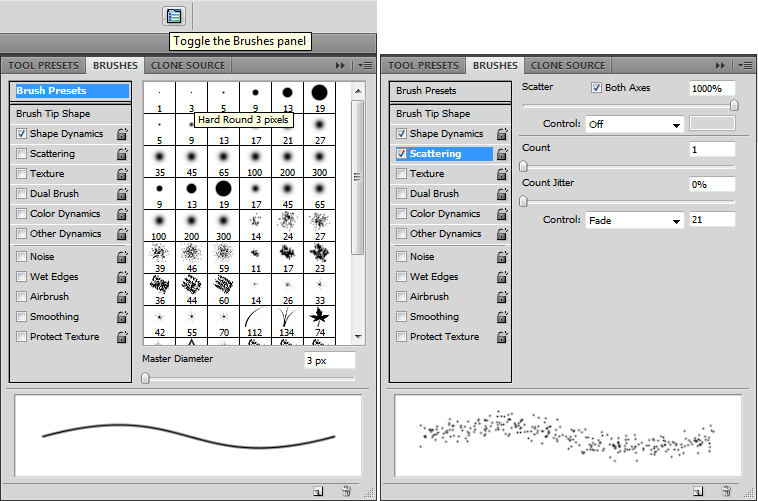 Toggle the Brushes panel
TOOL PRESETS BRUSHES CLONE SOURCE
Brush Presets
Brush Tip Shape
Shape Dynamics
Scattering
Texture
Dual Brush
Color Dynamics
Other Dynamics
Noise
Wet Edges
Airbrush
Smoothing
Protect Texture
1 3 5 9 13 19
Hard Round 3 pixels
5 9 13 17 21 27
35 45 65 100 200 300
9 13 19 17 45 65
100 200 300 14 24 27
39 46 59 11 17 23
36 44 60 14 26 33
42 55 70 112 134 74
Master Diameter 3 px
TOOL PRESETS BRUSHES CLONE SOURCE
Brush Presets
Brush Tip Shape
Shape Dynamics
Scattering
Texture
Dual Brush
Color Dynamics
Other Dynamics
Noise
Wet Edges
Airbrush
Smoothing
Protect Texture
Scatter Both Axes 1000%
Control: Off
Count 1
Count Jitter 0%
Control: Fade 21